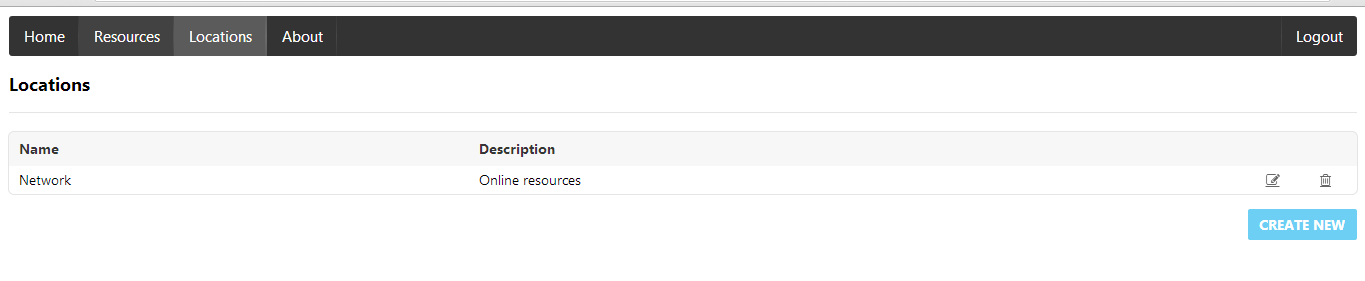 Home Resources Locations About Logout
Locations
Name Description
Network Online resources
CREATE NEW